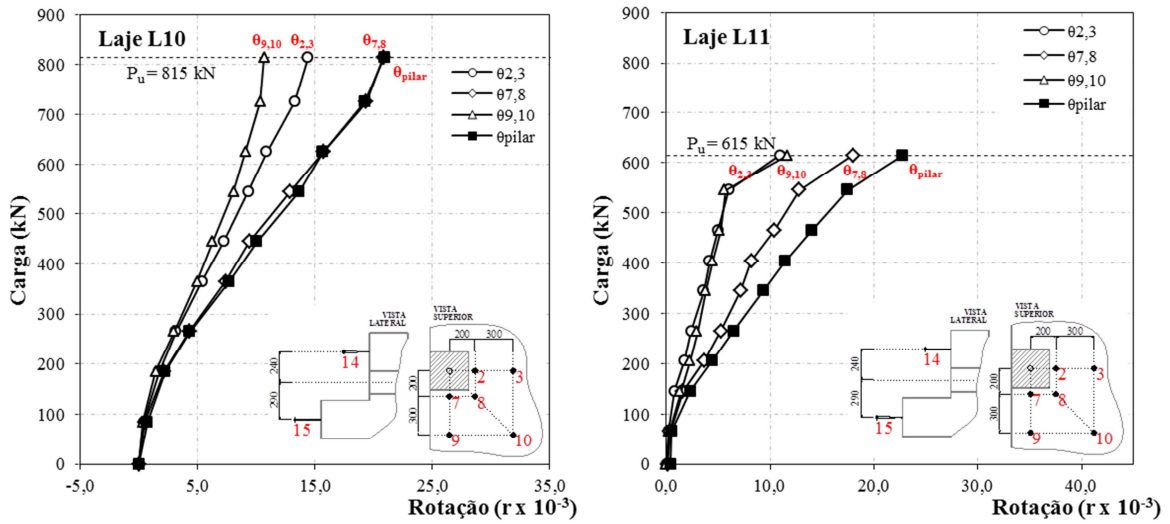 Laje L10
θ9,10 θ2,3 θ7,8
θpilar
Pu = 815 kN
θ2,3
θ7,8
θ9,10
θpilar
Carga (kN)
900
800
700
600
500
400
300
200
100
0
-5,0 5,0 15,0 25,0 35,0
Rotação (r x 10-3)
VISTA LATERAL
VISTA SUPERIOR
200 300
240
290
14
15
200
300
2 3
7 8
9 10
Laje L11
Pu = 615 kN
θ2,3 θ9,10 θ7,8 θpilar
θ2,3
θ7,8
θ9,10
θpilar
Carga (kN)
900
800
700
600
500
400
300
200
100
0
0,0 10,0 20,0 30,0 40,0
Rotação (r x 10-3)
VISTA LATERAL
VISTA SUPERIOR
200 300
240
290
14
15
200
300
2 3
7 8
9 10